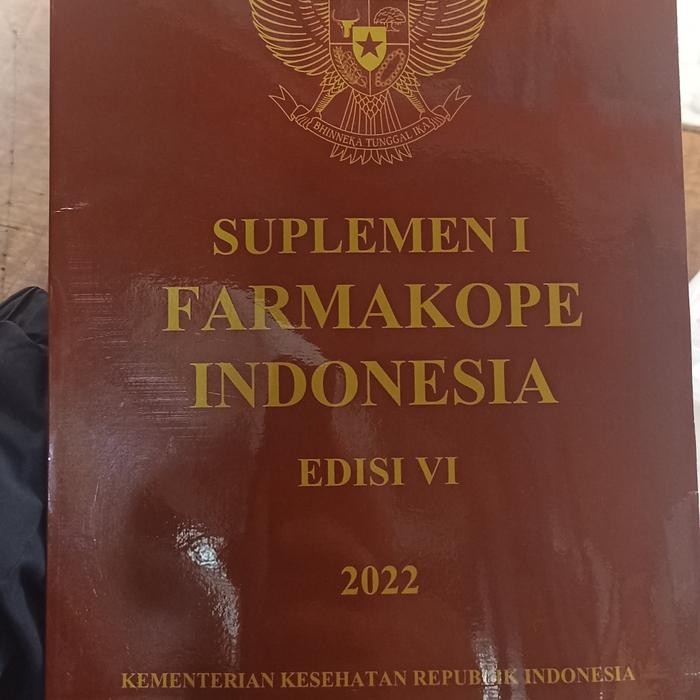 BHINNEKA TUNGGAL IKA
SUPLEMEN I
FARMAKOPE
INDONESIA
EDISI VI
2022
KEMENTERIAN KESEHATAN REPUBLIK INDONESIA